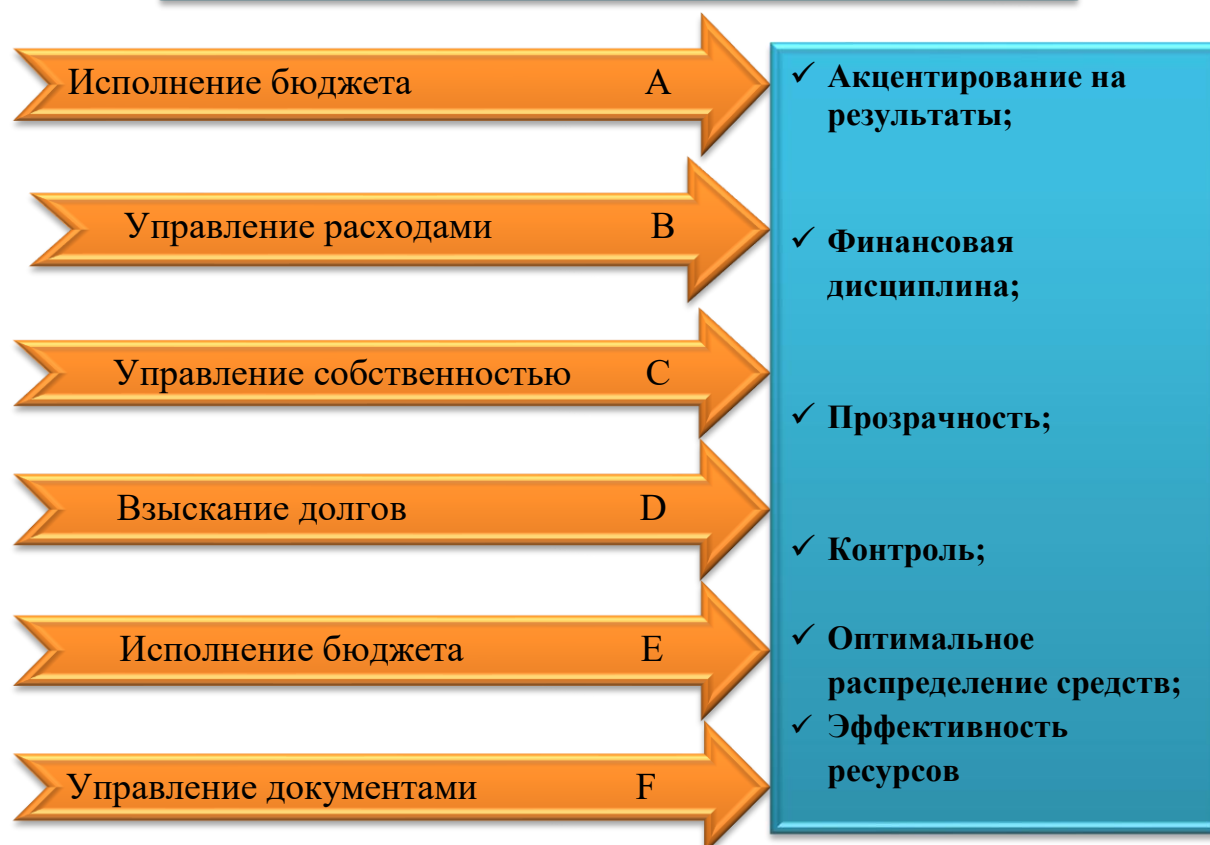 Исполнение бюджета A
Управление расходами B
Управление собственностью C
Взыскание долгов D
Исполнение бюджета E
Управление документами F
✓ Акцентирование на
результаты;
✓ Финансовая
дисциплина;
✓ Прозрачность;
✓ Контроль;
✓ Оптимальное
распределение средств;
✓ Эффективность
ресурсов